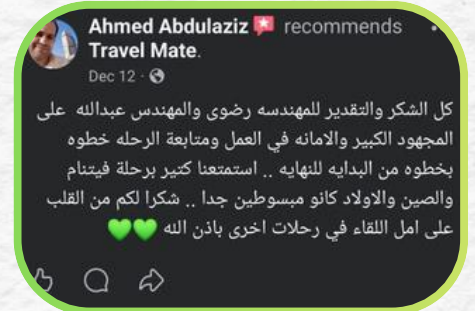 Ahmed Abdulaziz recommends
Travel Mate.
Dec 12 ·
كل الشكر والتقدير للمهندسه رضوى والمهندس عبدالله على
المجهود الكبير والامانه في العمل ومتابعة الرحله خطوه
بخطوه من البدايه للنهايه .. استمتعنا كتير برحلة فيتنام
والصين والاولاد كانو مبسوطين جدا .. شكرا لكم من القلب
على امل اللقاء في رحلات اخرى باذن الله 💚💚